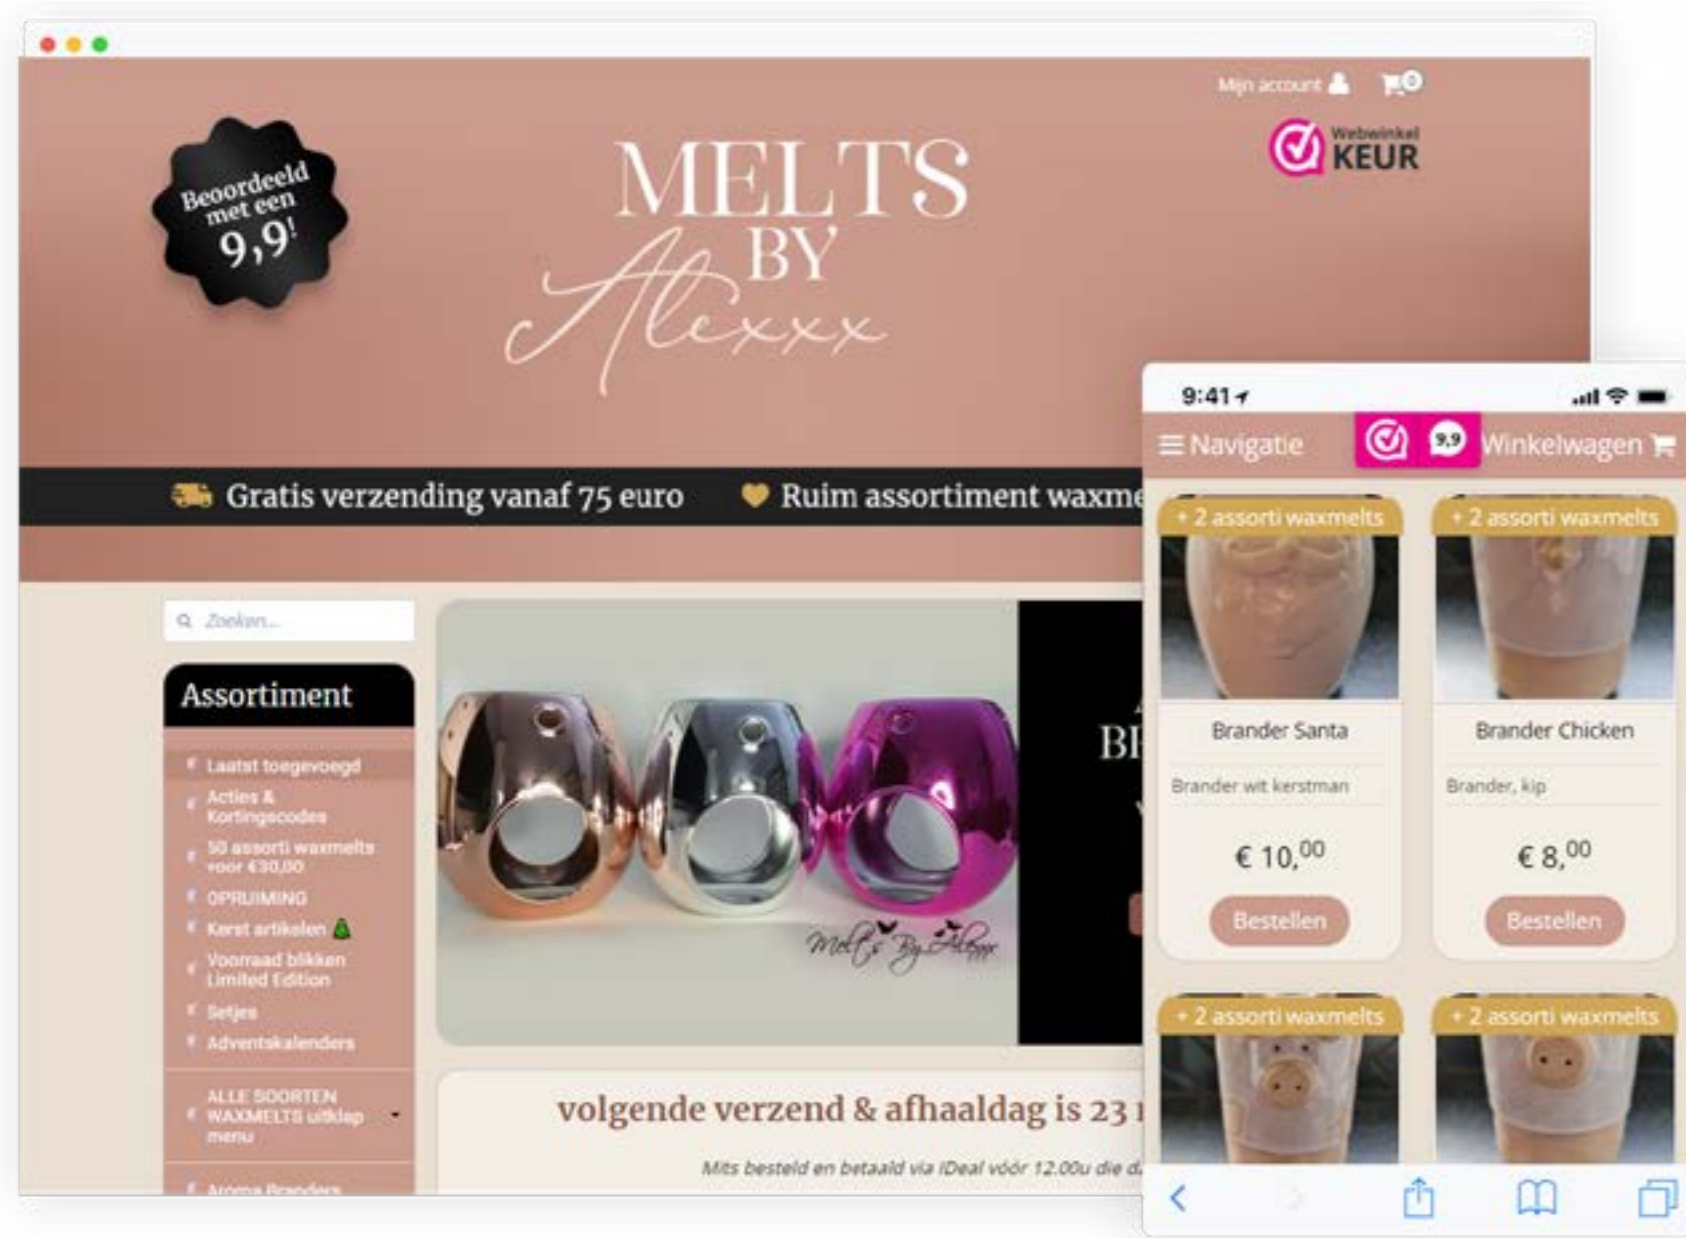 Mijn account
0
Webwinkel
KEUR
Beoordeeld
met een
9,9!
MELTS
BY
Alexxx
Gratis verzending vanaf 75 euro
Ruim assortiment
Zoeken...
Assortiment
Laatst toegevoegd
Acties &
Kortingscodes
50 assorti waxmelts
voor €30,00
OPRUIMING
Kerst artikelen
Voorraad blikken
Limited Edition
Setjes
Adventskalenders
ALLE SOORTEN
WAXMELTS uitklap
menu
Aroma Branders
Melts By Alexxx
volgende verzend & afhaaldag is 23
Mits besteld en betaald via iDeal vóór 12.00u die
9:41
Navigatie
9,9
Winkelwagen
+ 2 assorti waxmelts
Brander Santa
Brander wit kerstman
€ 10,00
Bestellen
+ 2 assorti waxmelts
Brander Chicken
Brander, kip
€ 8,00
Bestellen
+ 2 assorti waxmelts
+ 2 assorti waxmelts